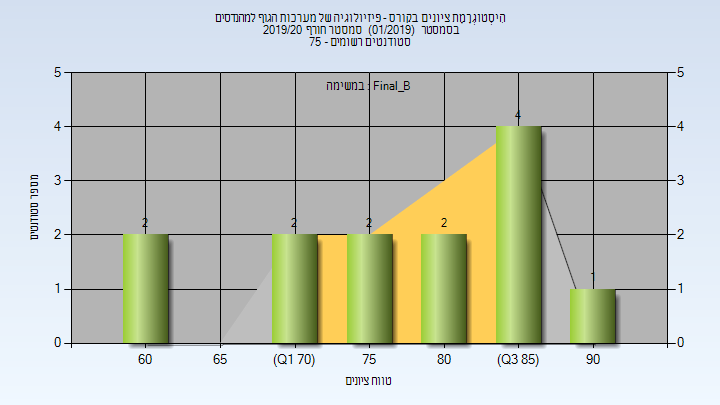 היסטוגרמת ציונים בקורס - פיזיולוגיה של מערכות הגוף למהנדסים
בסמסטר (01/2019) סמסטר חורף 2019/20
סטודנטים רשומים - 75
במשימה : Final_B
מספר סטודנטים
5 5
4 4
3 3
2 2
1 1
0 0
2 2 2 2 4 1
60 65 (Q1 70) 75 80 (Q3 85) 90
טווח ציונים